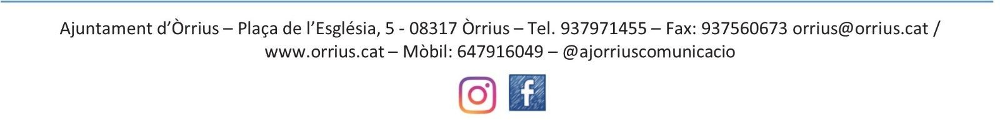 Ajuntament d’Òrrius – Plaça de l’Església, 5 - 08317 Òrrius – Tel. 937971455 – Fax: 937560673 orrius@orrius.cat /
www.orrius.cat – Mòbil: 647916049 – @ajorriuscomunicacio